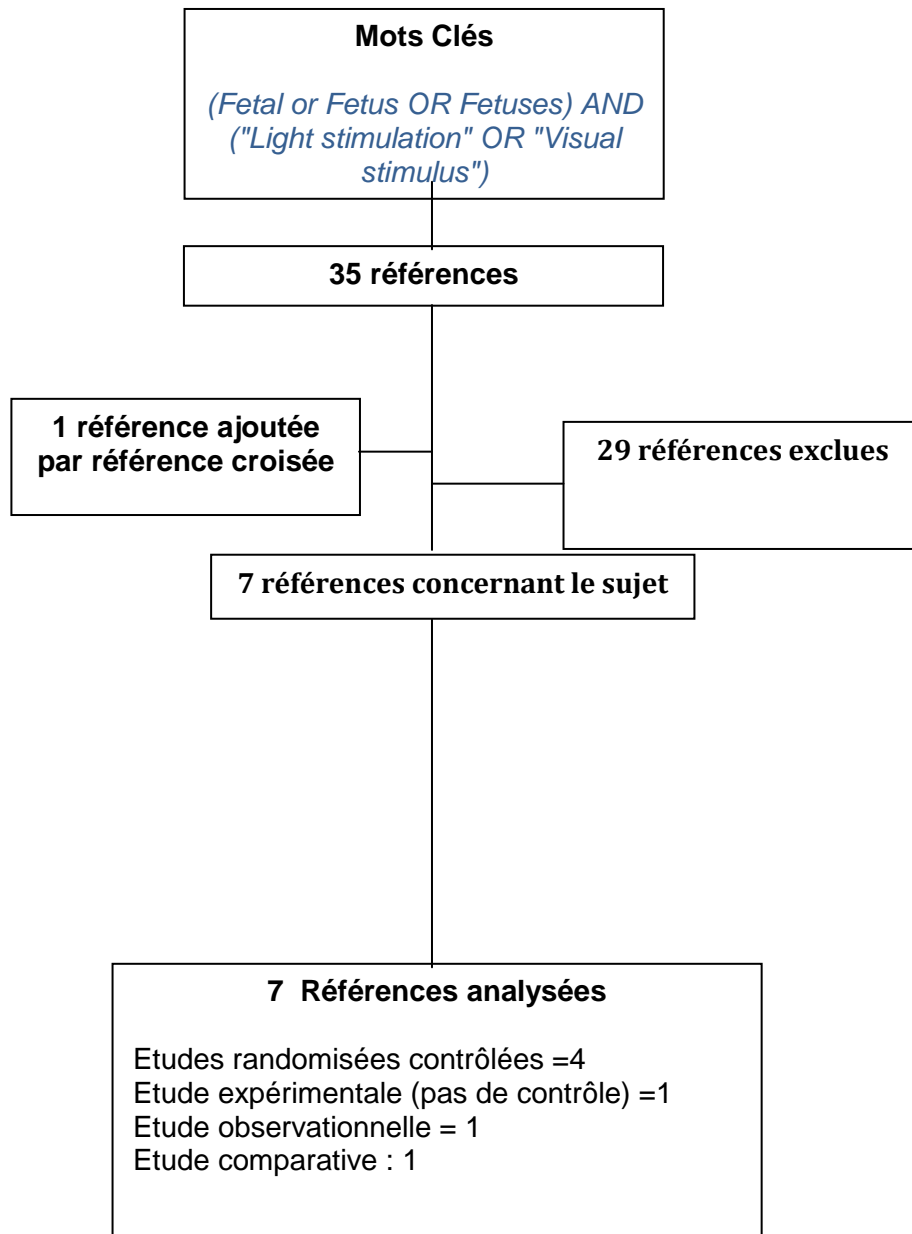 Mots Clés
(Fetal or Fetus OR Fetuses) AND
("Light stimulation" OR "Visual
stimulus")
35 références
1 référence ajoutée
par référence croisée
29 références exclues
7 références concernant le sujet
7 Références analysées
Etudes randomisées contrôlées =4
Etude expérimentale (pas de contrôle) =1
Etude observationnelle = 1
Etude comparative : 1